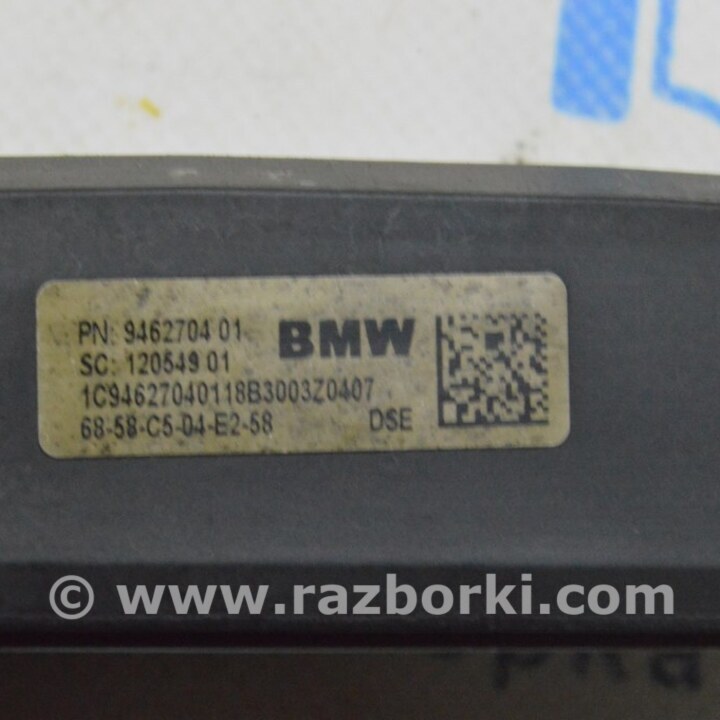 PN: 9462704 01
BMW
SC: 120549 01
1C94627040118B3003Z0407
68-58-C5-04-E2-58 DSE
© www.razborki.com